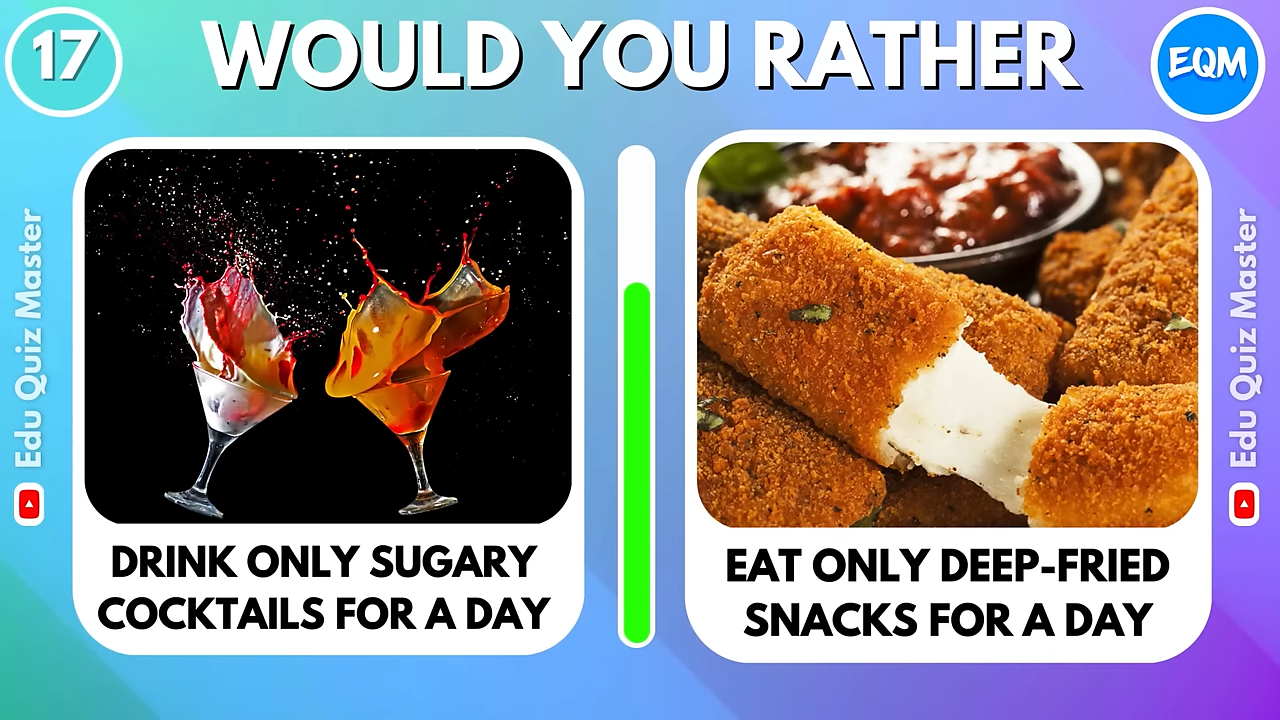 17
WOULD YOU RATHER
EQM
Edu Quiz Master
DRINK ONLY SUGARY
COCKTAILS FOR A DAY
EAT ONLY DEEP-FRIED
SNACKS FOR A DAY
Edu Quiz Master